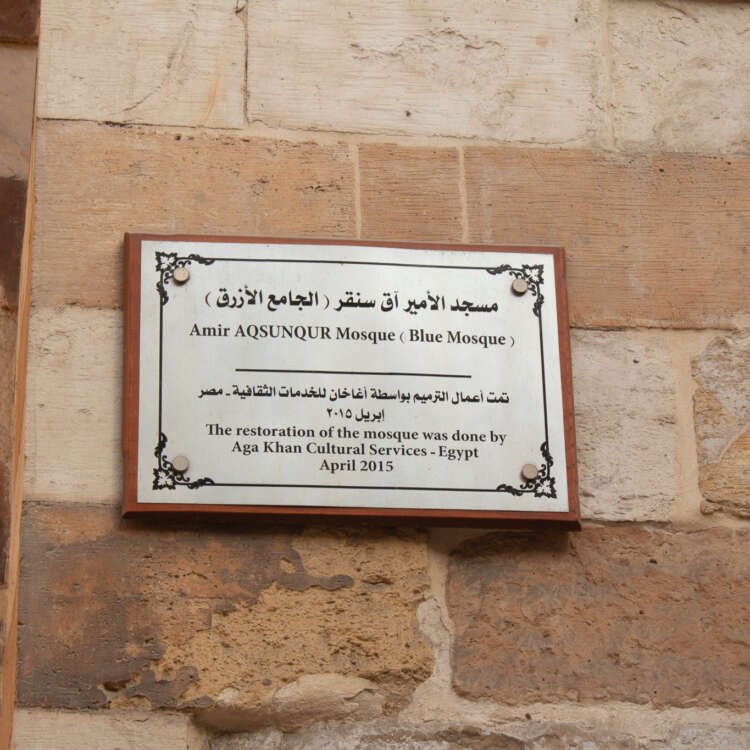 مسجد الأمير آق سنقر ( الجامع الأزرق )
Amir AQSUNQUR Mosque ( Blue Mosque )
تمت أعمال الترميم بواسطة أغاخان للخدمات الثقافية - مصر
إبريل ٢٠١٥
The restoration of the mosque was done by
Aga Khan Cultural Services - Egypt
April 2015